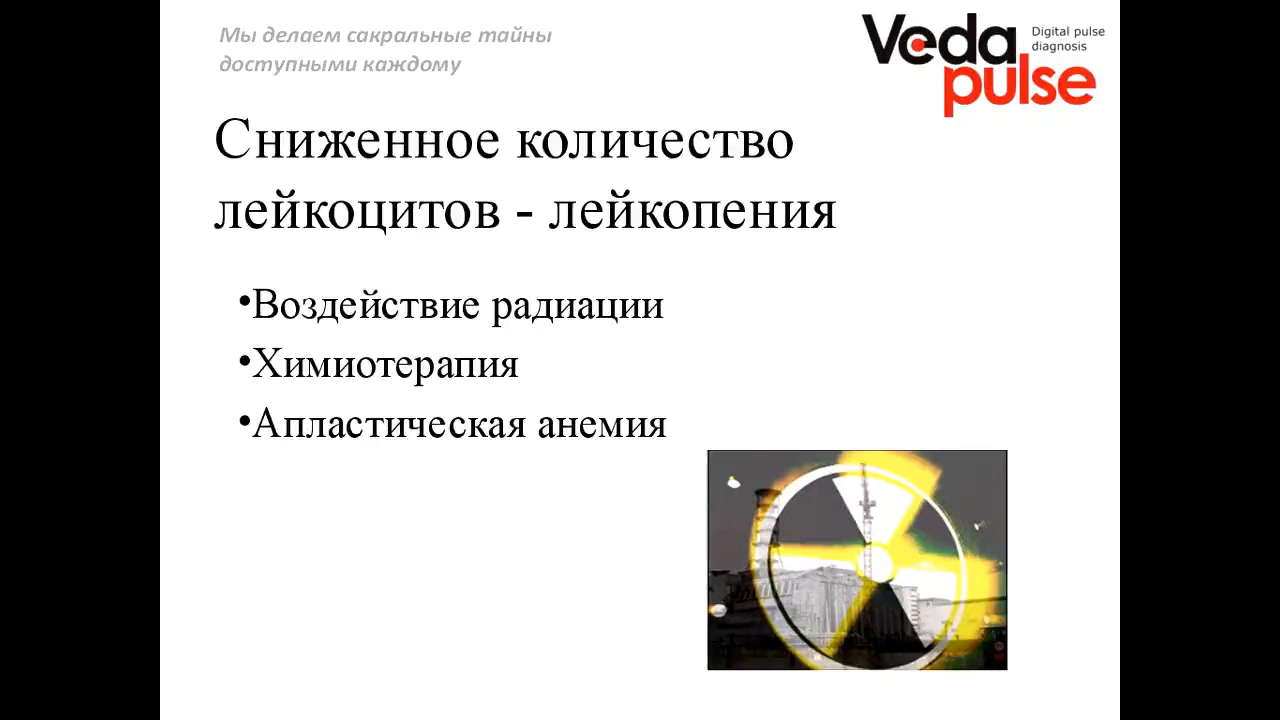 Мы делаем сакральные тайны
доступными каждому
Veda
pulse
Digital pulse
diagnosis
Сниженное количество
лейкоцитов - лейкопения
•Воздействие радиации
•Химиотерапия
•Апластическая анемия